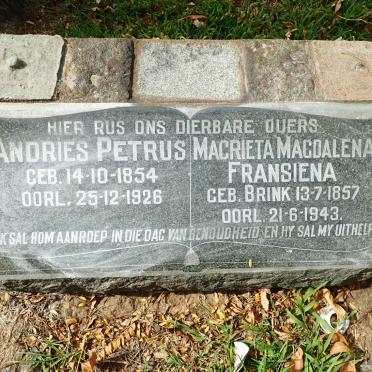 HIER RUS ONS DIERBARE OUERS
ANDRIES PETRUS
GEB. 14-10-1854
OORL. 25-12-1926
MAGRIETA MAGDALENA
FRANSIENA
GEB. BRINK 13-7-1857
OORL. 21-6-1943.
K SAL HOM AANROEP IN DIE DAG VAN BENOUDHEID EN HY SAL MY UITHELP